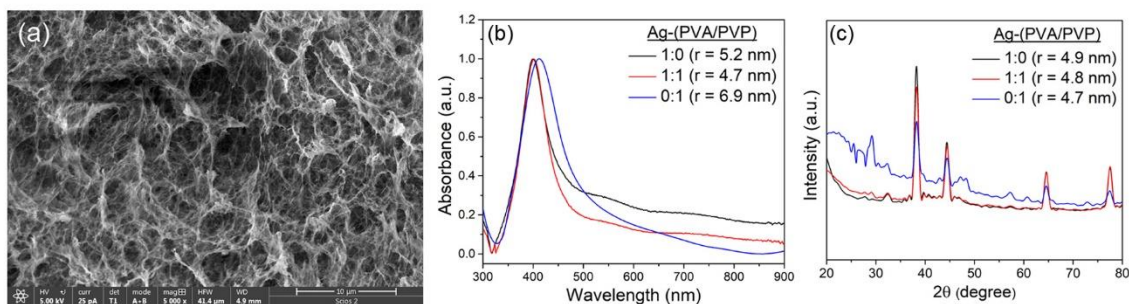 (a)
HV
curr
det
mode
mag
HFW
WD
10 μm
5.00 kV
25 pA
T1
A+B
5 000 x
41.4 μm
4.9 mm
Scios 2
(b)
Ag-(PVA/PVP)
1:0 (r = 5.2 nm)
1:1 (r = 4.7 nm)
0:1 (r = 6.9 nm)
Absorbance (a.u.)
1.0
0.8
0.6
0.4
0.2
0.0
300 400 500 600 700 800 900
Wavelength (nm)
(c)
Ag-(PVA/PVP)
1:0 (r = 4.9 nm)
1:1 (r = 4.8 nm)
0:1 (r = 4.7 nm)
Intensity (a.u.)
20 30 40 50 60 70 80
2θ (degree)